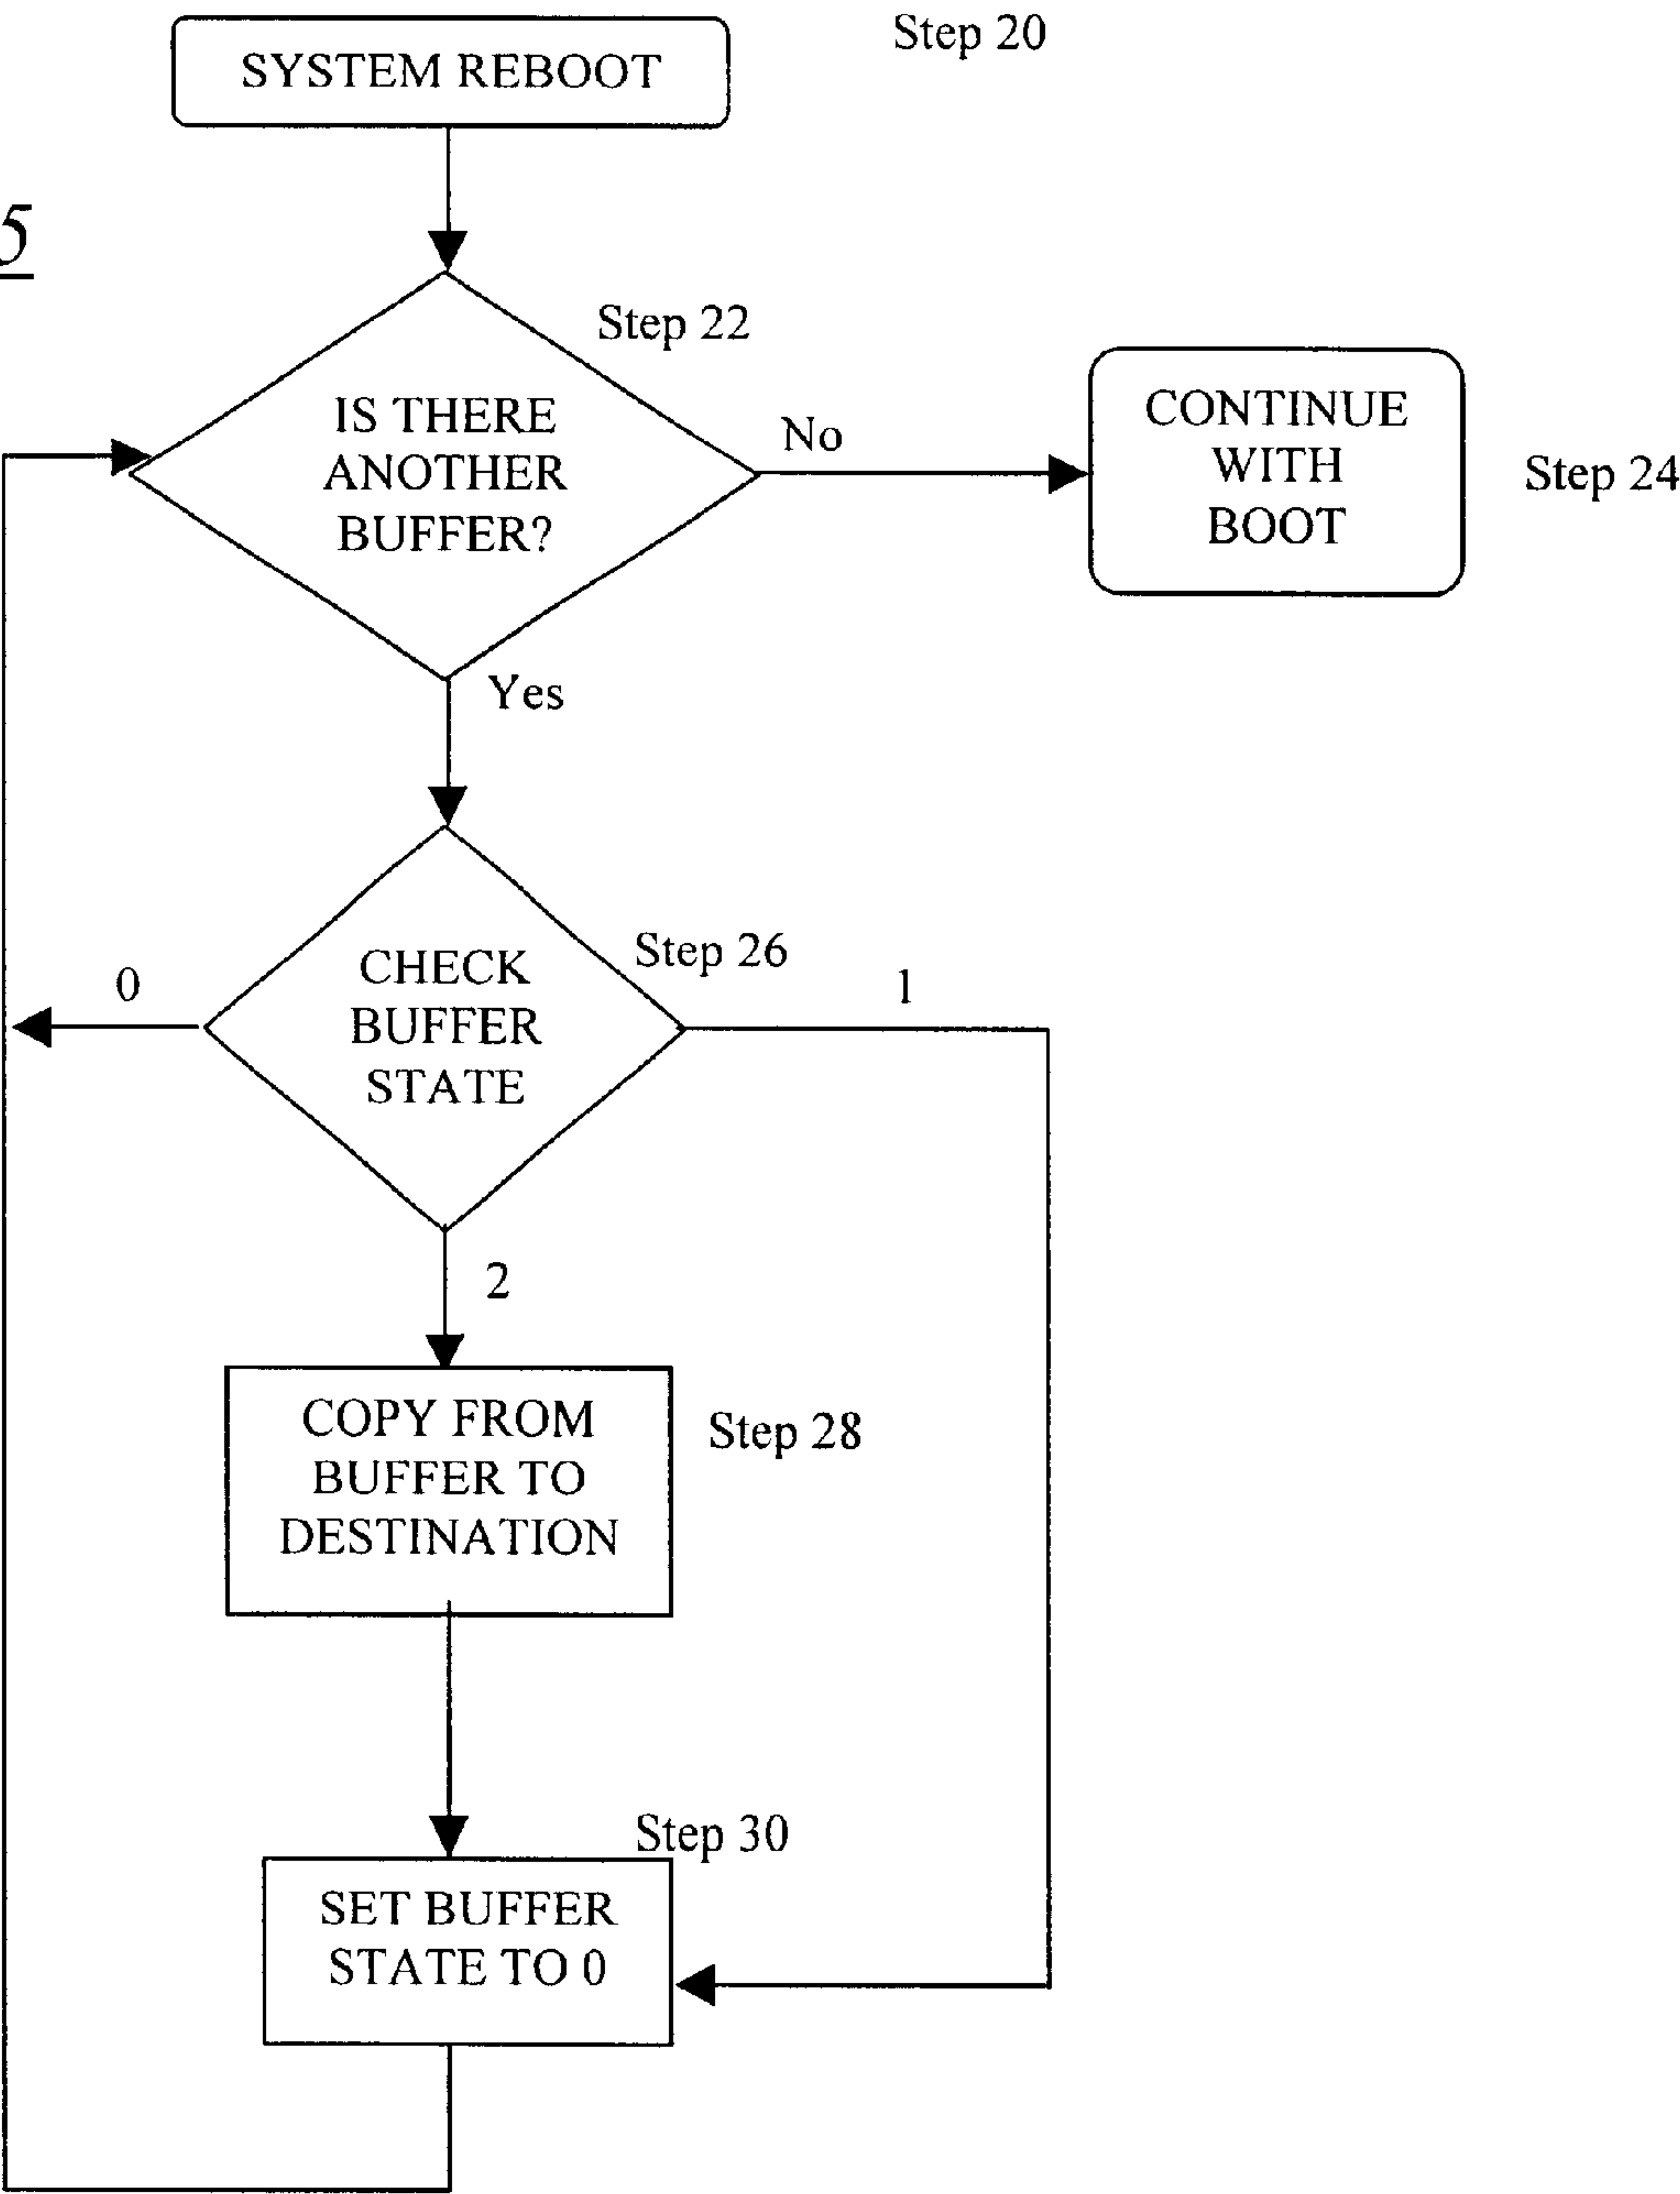 Step 20
SYSTEM REBOOT
5
Step 22
IS THERE
ANOTHER
BUFFER?
No
CONTINUE
WITH
BOOT
Step 24
Yes
Step 26
CHECK
BUFFER
STATE
0
1
2
COPY FROM
BUFFER TO
DESTINATION
Step 28
Step 30
SET BUFFER
STATE TO 0